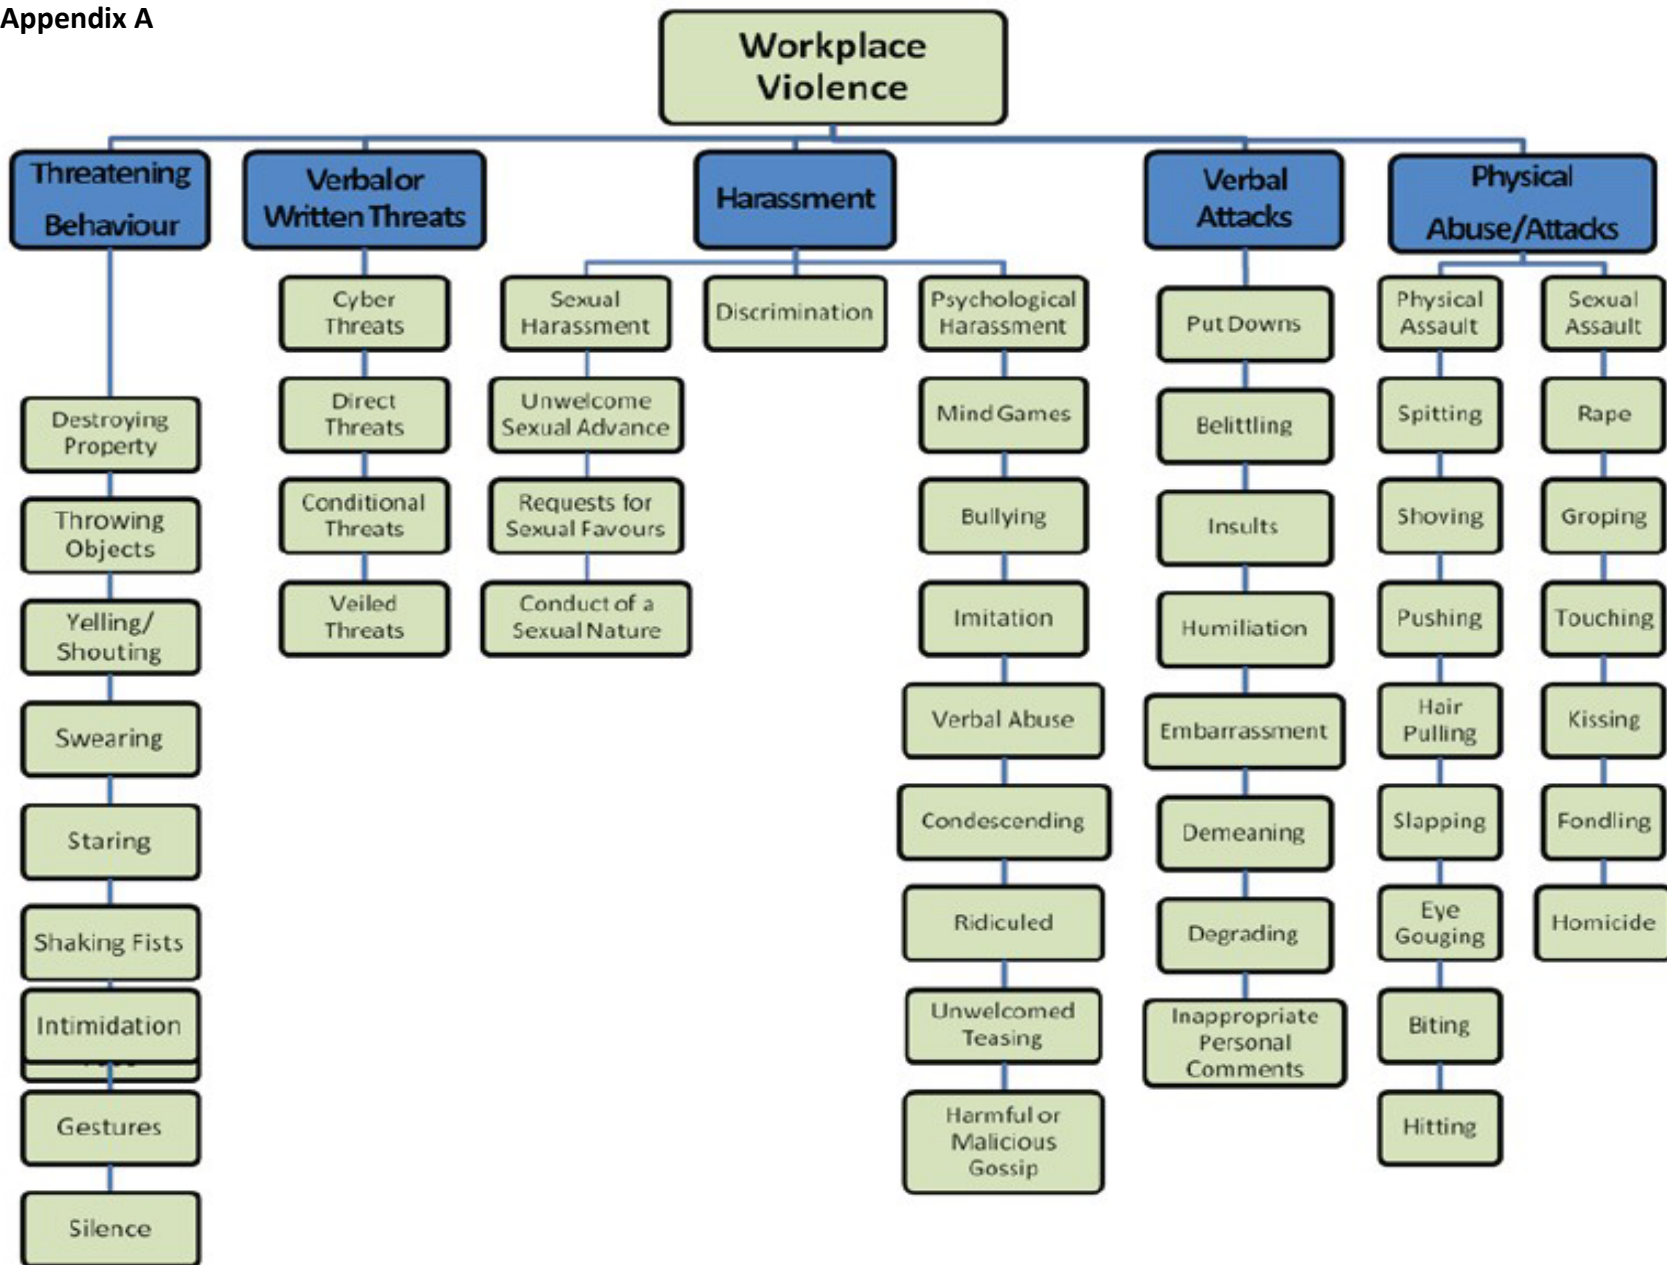 Appendix A
Workplace
Violence
Threatening
Behaviour
Destroying
Property
Throwing
Objects
Yelling/
Shouting
Swearing
Staring
Shaking Fists
Intimidation
Gestures
Silence
Verbal or
Written Threats
Cyber
Threats
Direct
Threats
Conditional
Threats
Veiled
Threats
Harassment
Sexual
Harassment
Unwelcome
Sexual Advance
Requests for
Sexual Favours
Conduct of a
Sexual Nature
Discrimination
Psychological
Harassment
Mind Games
Bullying
Imitation
Verbal Abuse
Condescending
Ridiculed
Unwelcomed
Teasing
Harmful or
Malicious
Gossip
Verbal
Attacks
Put Downs
Belittling
Insults
Humiliation
Embarrassment
Demeaning
Degrading
Inappropriate
Personal
Comments
Physical
Abuse/Attacks
Physical
Assault
Spitting
Shoving
Pushing
Hair
Pulling
Slapping
Eye
Gouging
Biting
Hitting
Sexual
Assault
Rape
Groping
Touching
Kissing
Fondling
Homicide